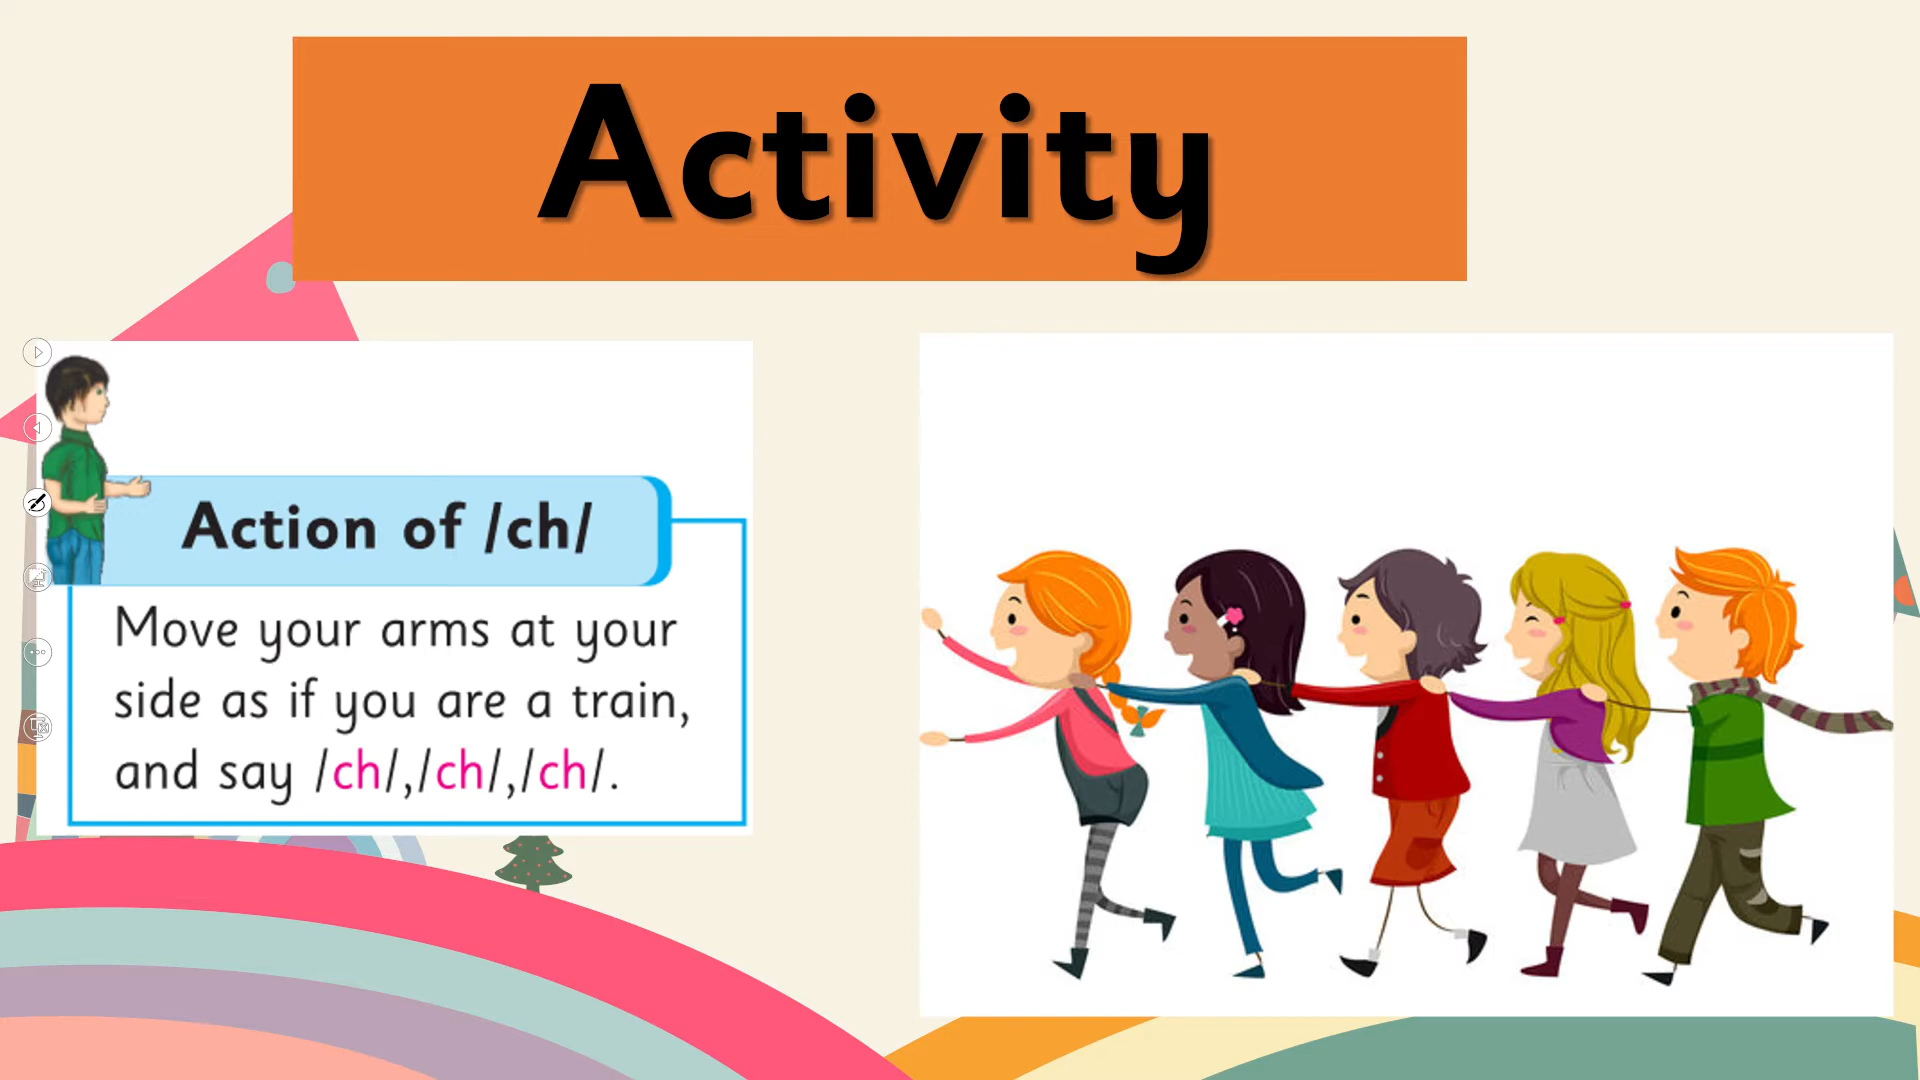 Activity
Action of /ch/
Move your arms at your
side as if you are a train,
and say /ch/,/ch/,/ch/.